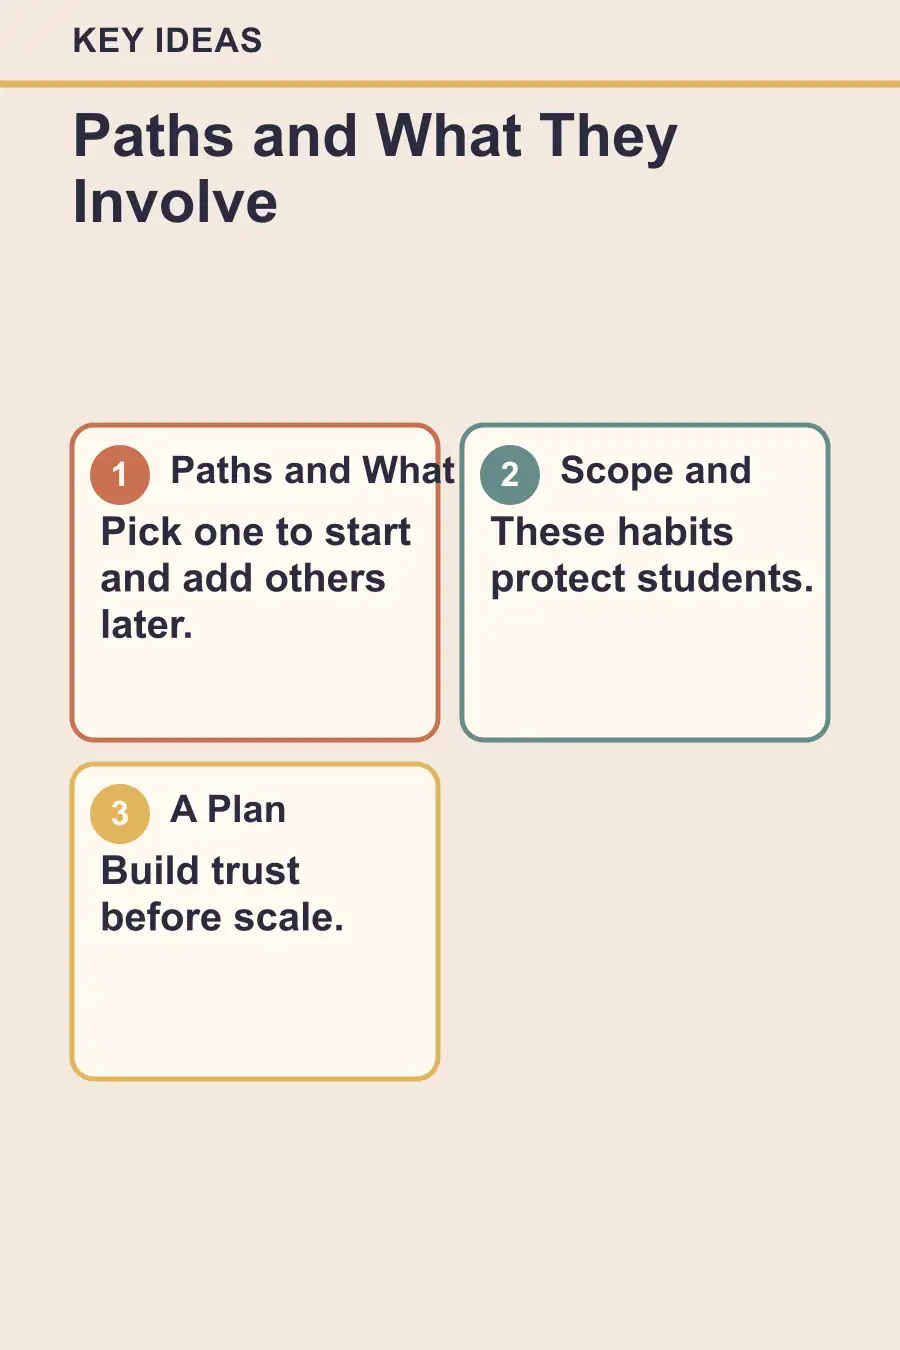 KEY IDEAS
Paths and What They
Involve
1 Paths and What
Pick one to start
and add others
later.
2 Scope and
These habits
protect students.
3 A Plan
Build trust
before scale.